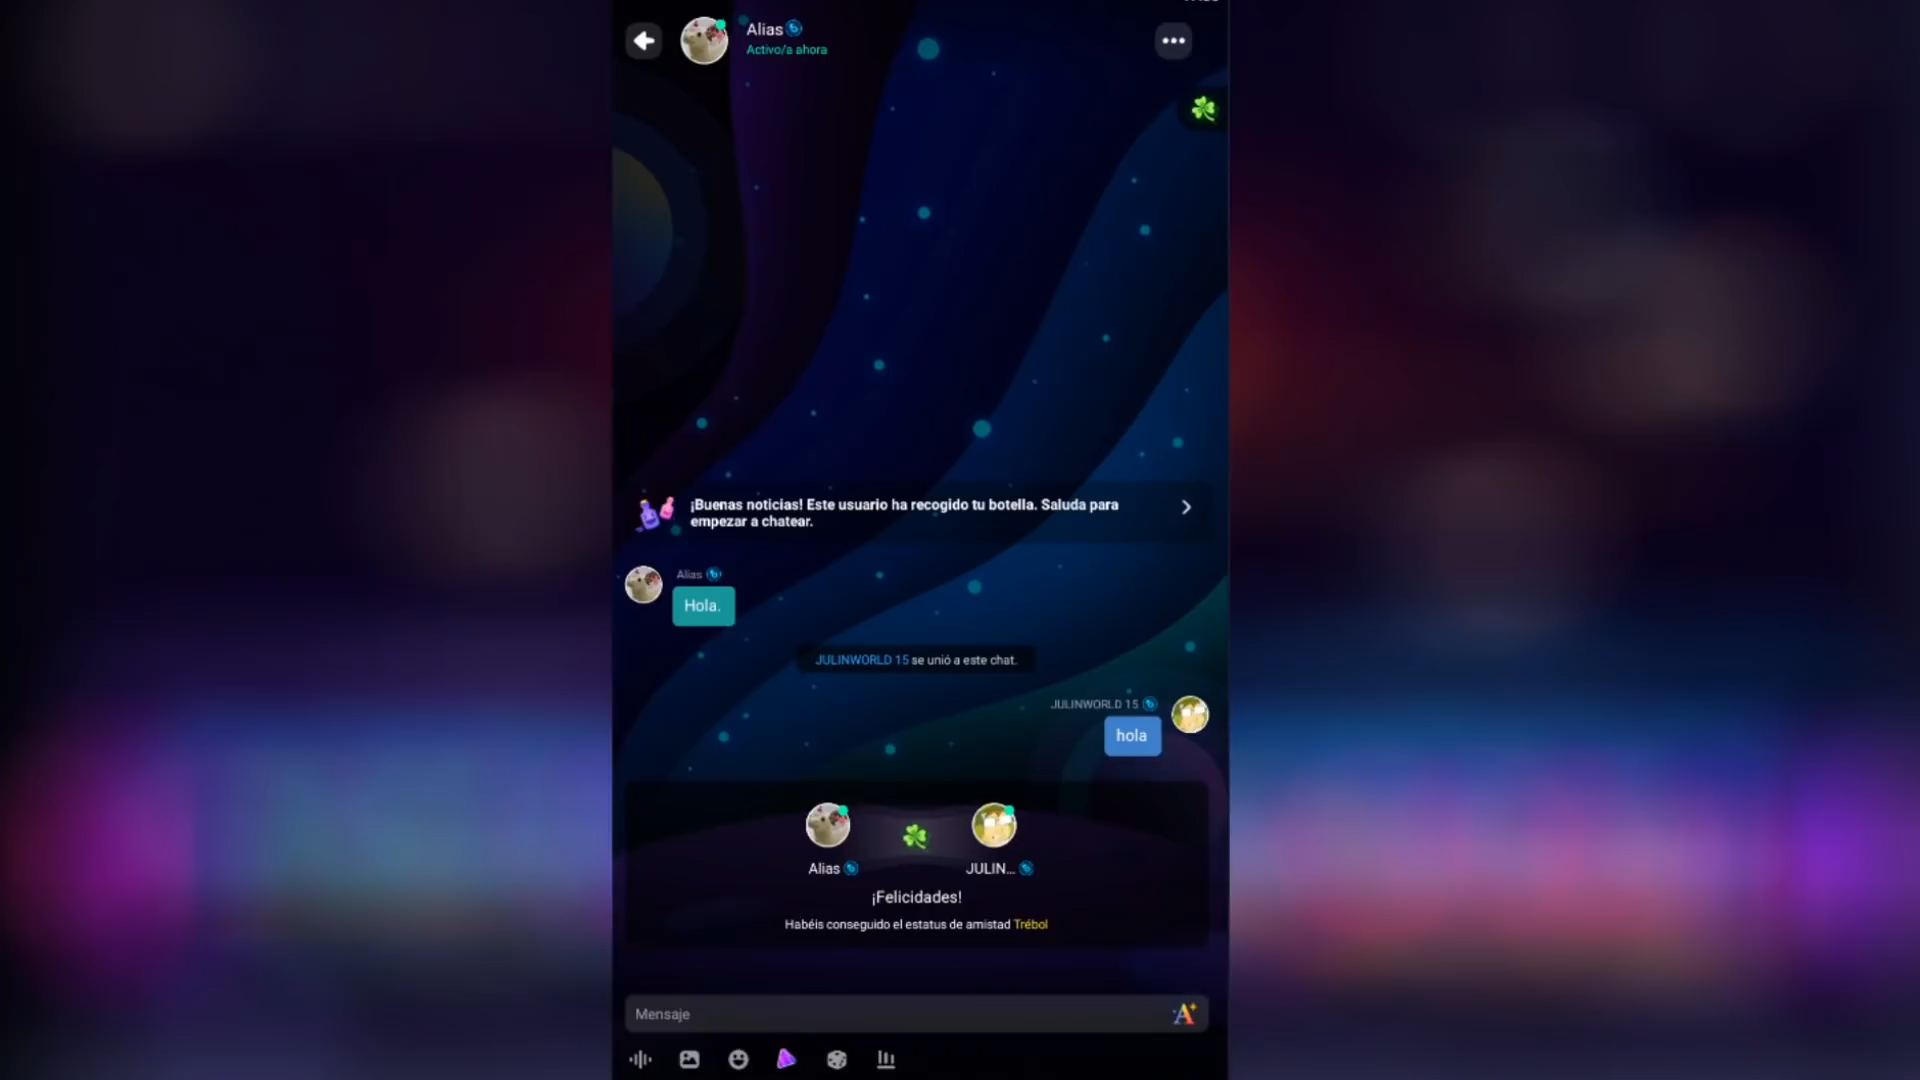 Alias
Activo/a ahora
¡Buenas noticias! Este usuario ha recogido tu botella. Saluda para
empezar a chatear.
Alias
Hola.
JULINWORLD 15 se unió a este chat.
JULINWORLD 15
hola
Alias
JULIN...
¡Felicidades!
Habéis conseguido el estatus de amistad Trébol
Mensaje